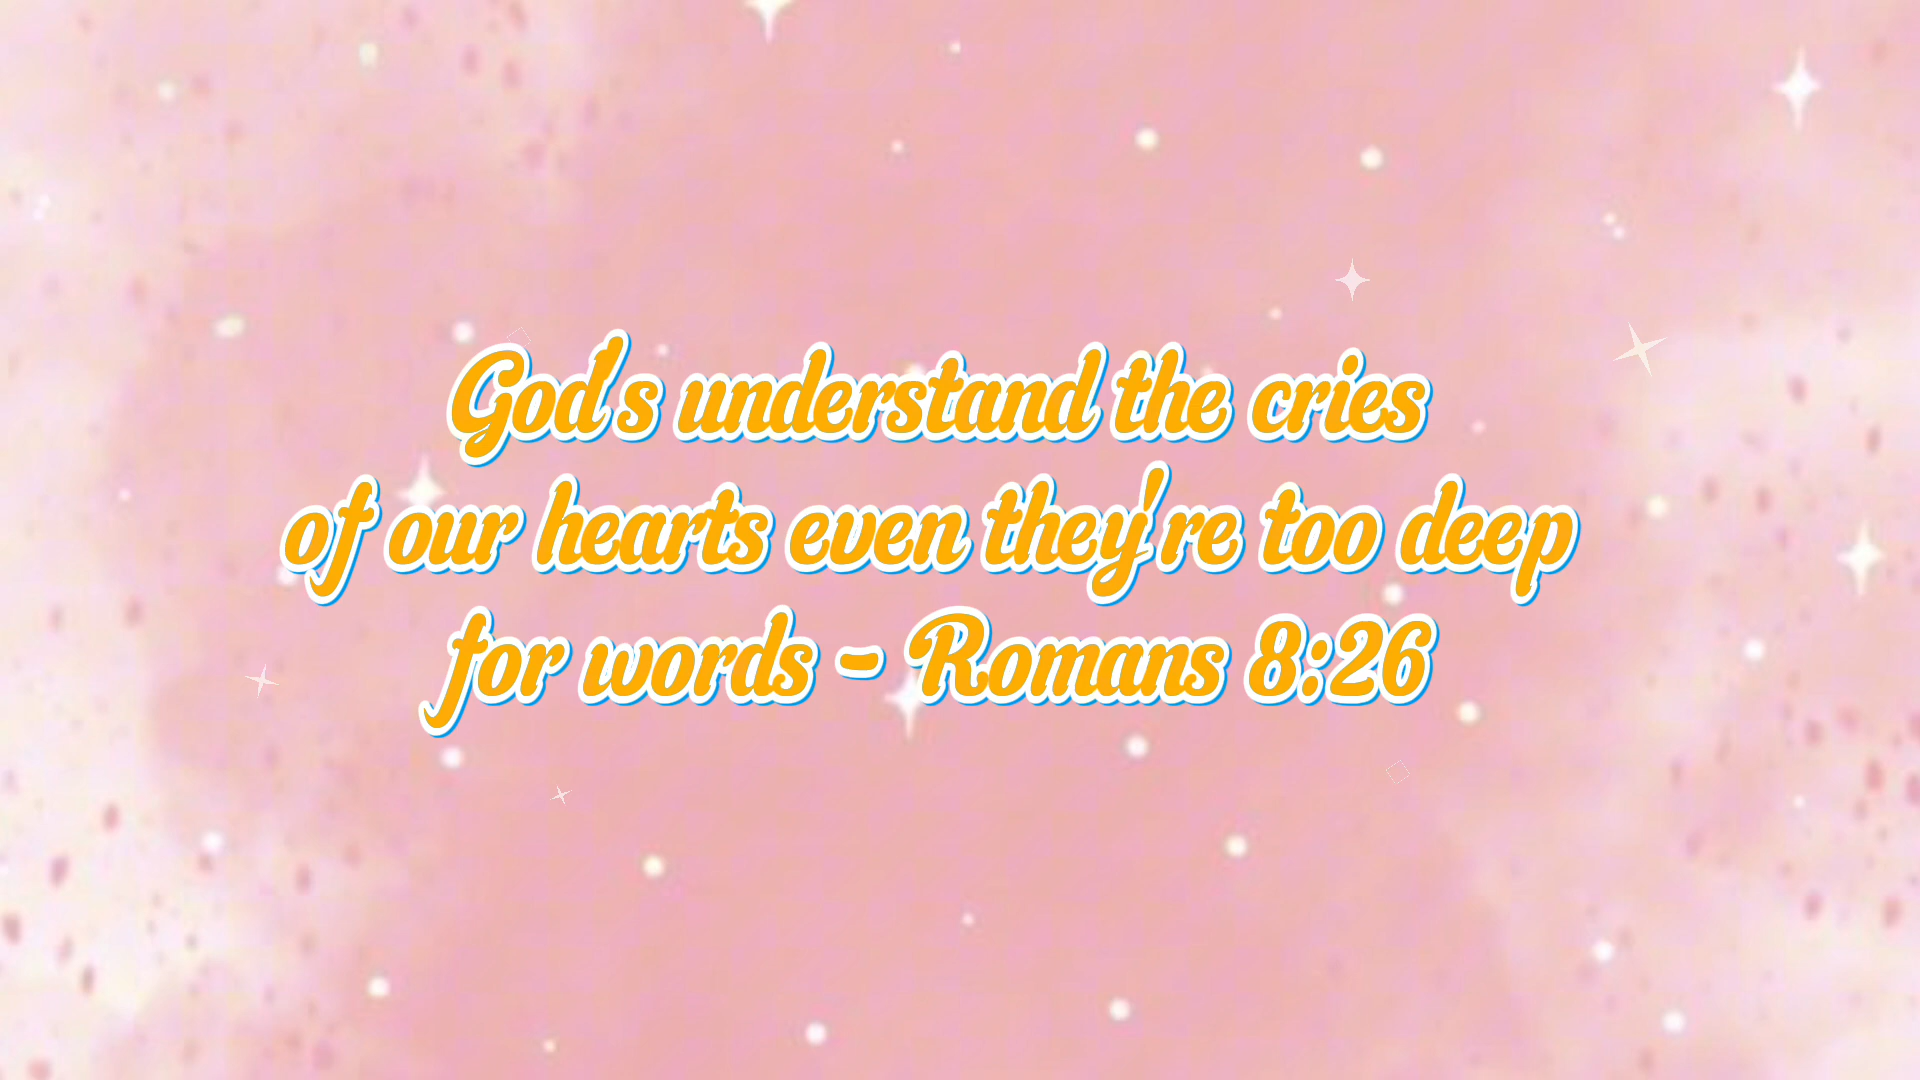 God's understand the cries
of our hearts even they're too deep
for words - Romans 8:26